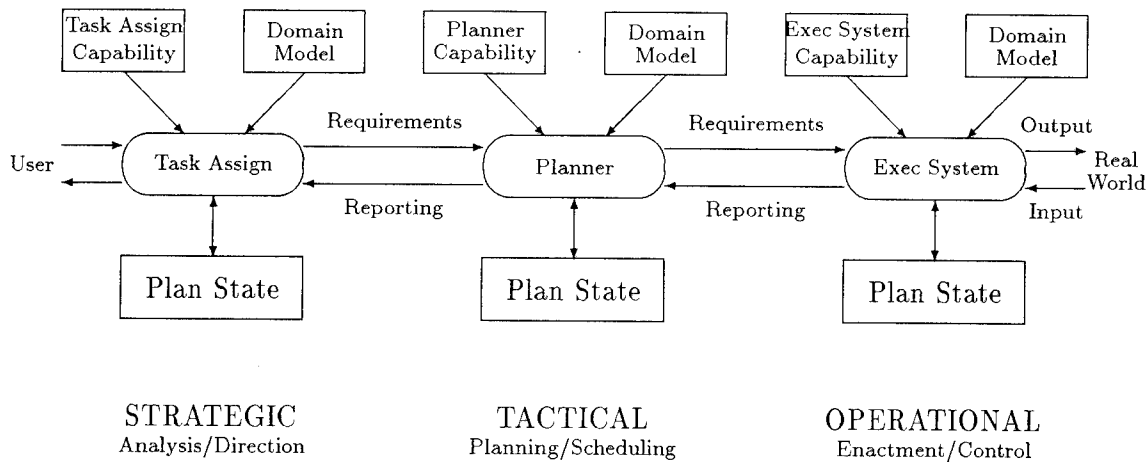 Task Assign
Capability
Domain
Model
Planner
Capability
Domain
Model
Exec System
Capability
Domain
Model
User
Task Assign
Requirements
Reporting
Planner
Requirements
Reporting
Exec System
Output
Real
World
Input
Plan State
Plan State
Plan State
STRATEGIC
Analysis/Direction
TACTICAL
Planning/Scheduling
OPERATIONAL
Enactment/Control